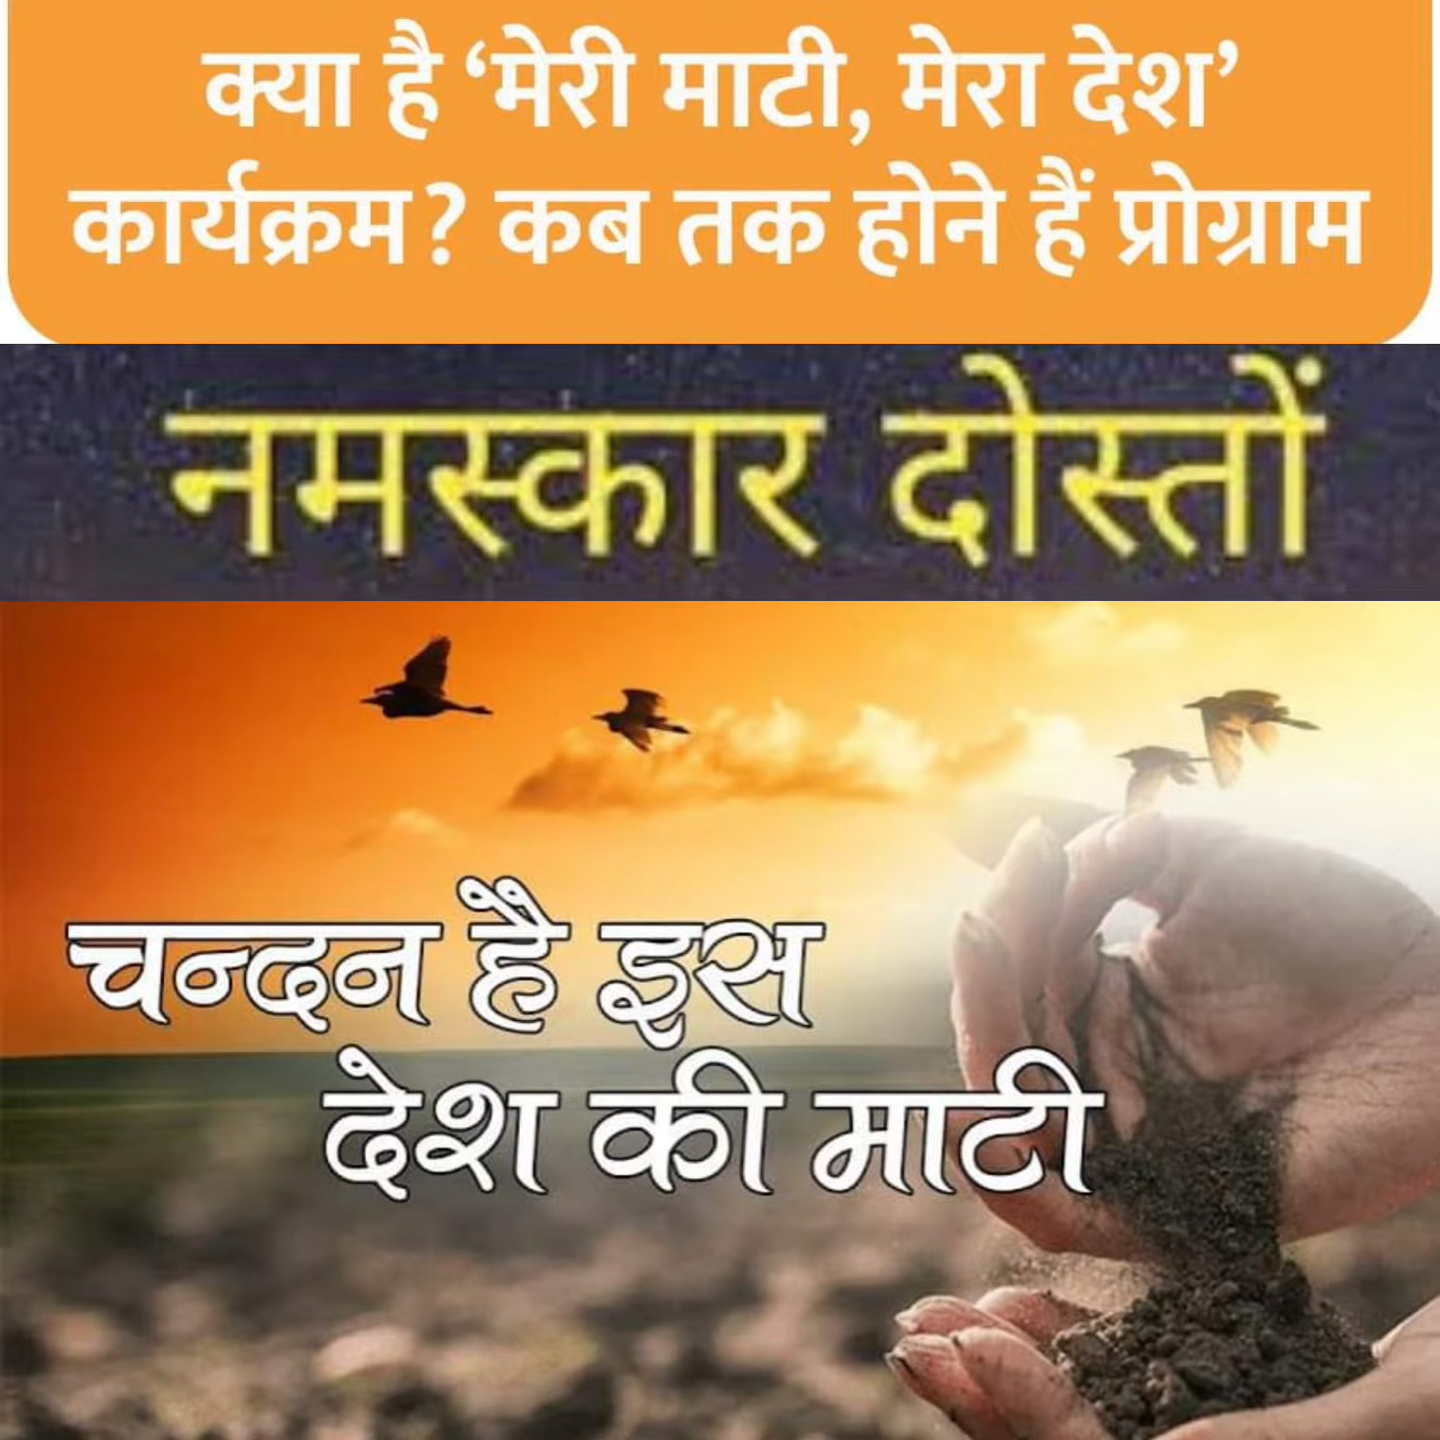 क्या है ‘मेरी माटी, मेरा देश’
कार्यक्रम? कब तक होने हैं प्रोग्राम
नमस्कार दोस्तों
चन्दन है इस
देश की माटी